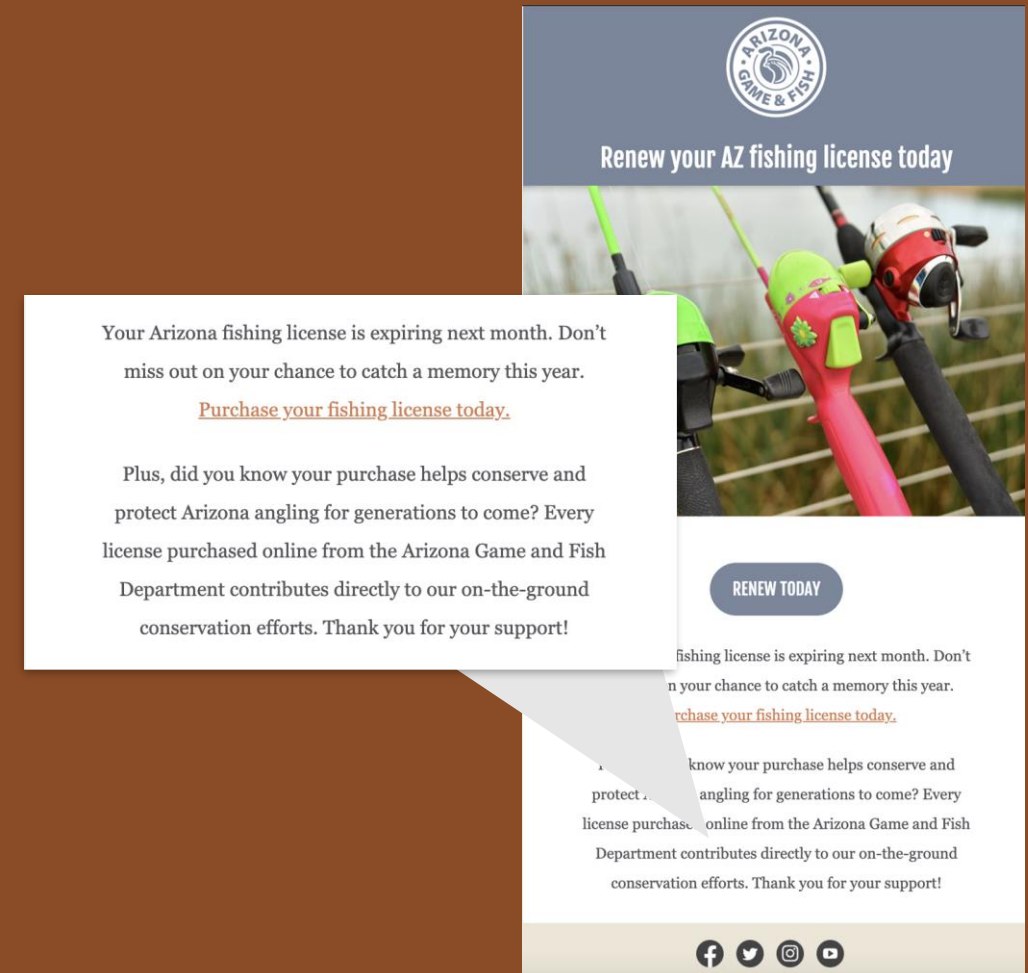 ARIZONA
GAME & FISH
Renew your AZ fishing license today
Your Arizona fishing license is expiring next month. Don’t
miss out on your chance to catch a memory this year.
Purchase your fishing license today.
Plus, did you know your purchase helps conserve and
protect Arizona angling for generations to come? Every
license purchased online from the Arizona Game and Fish
Department contributes directly to our on-the-ground
conservation efforts. Thank you for your support!
RENEW TODAY
fishing license is expiring next month. Don’t
your chance to catch a memory this year.
your fishing license today.
know your purchase helps conserve and
protect angling for generations to come? Every
license online from the Arizona Game and Fish
Department contributes directly to our on-the-ground
conservation efforts. Thank you for your support!